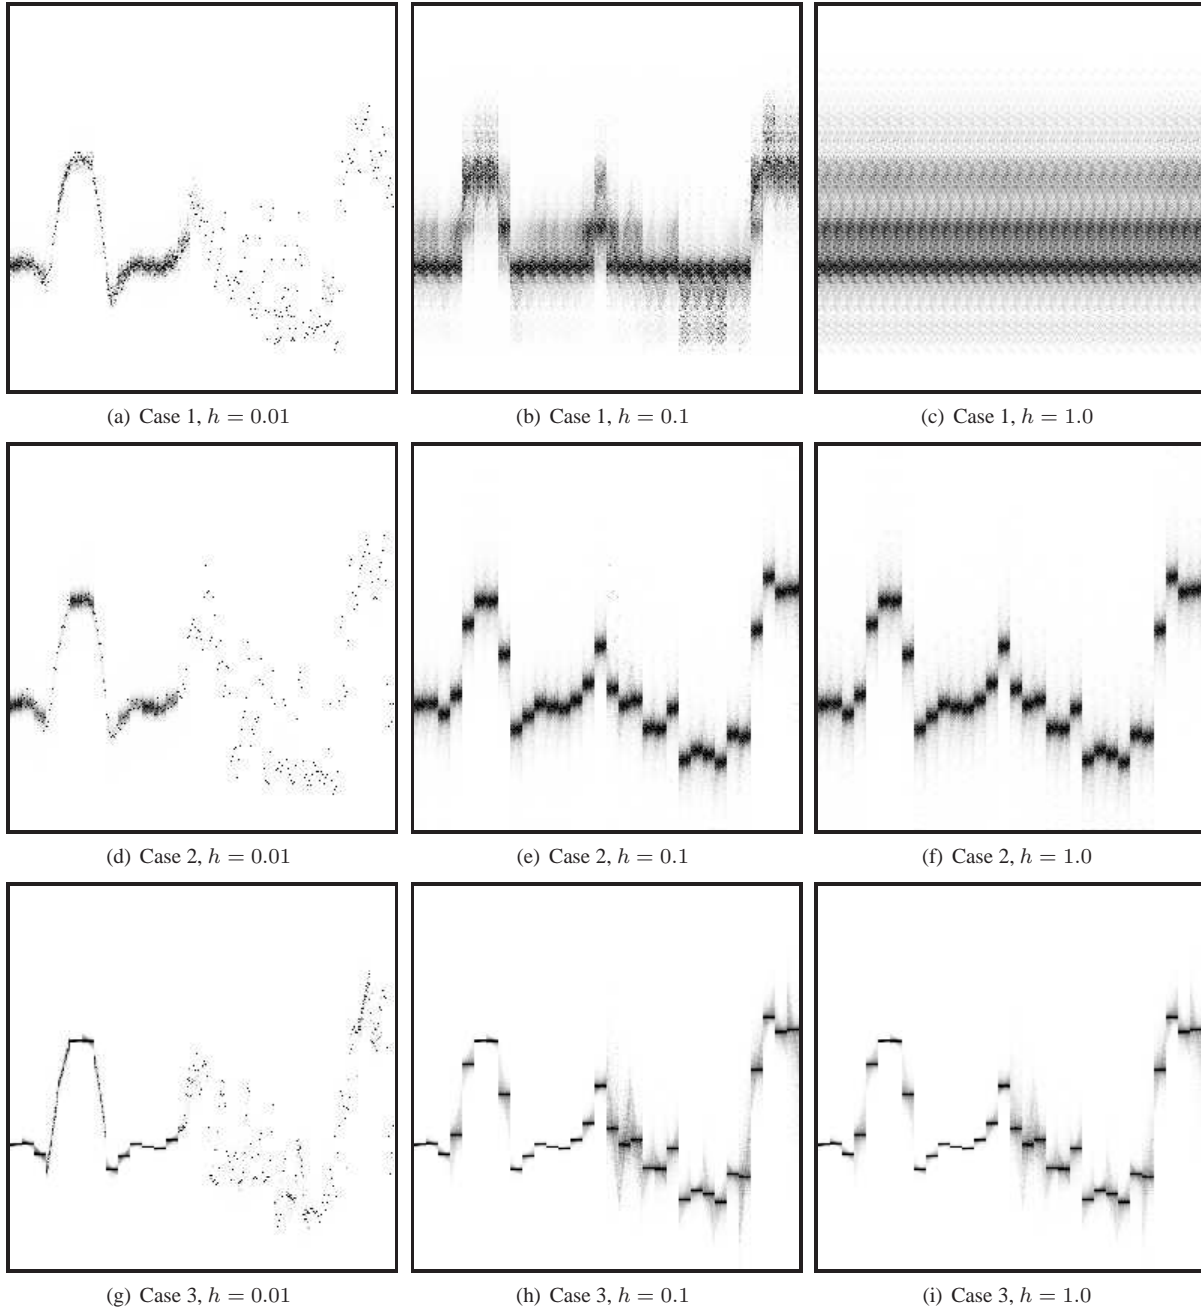 (a) Case 1, h = 0.01
(b) Case 1, h = 0.1
(c) Case 1, h = 1.0
(d) Case 2, h = 0.01
(e) Case 2, h = 0.1
(f) Case 2, h = 1.0
(g) Case 3, h = 0.01
(h) Case 3, h = 0.1
(i) Case 3, h = 1.0